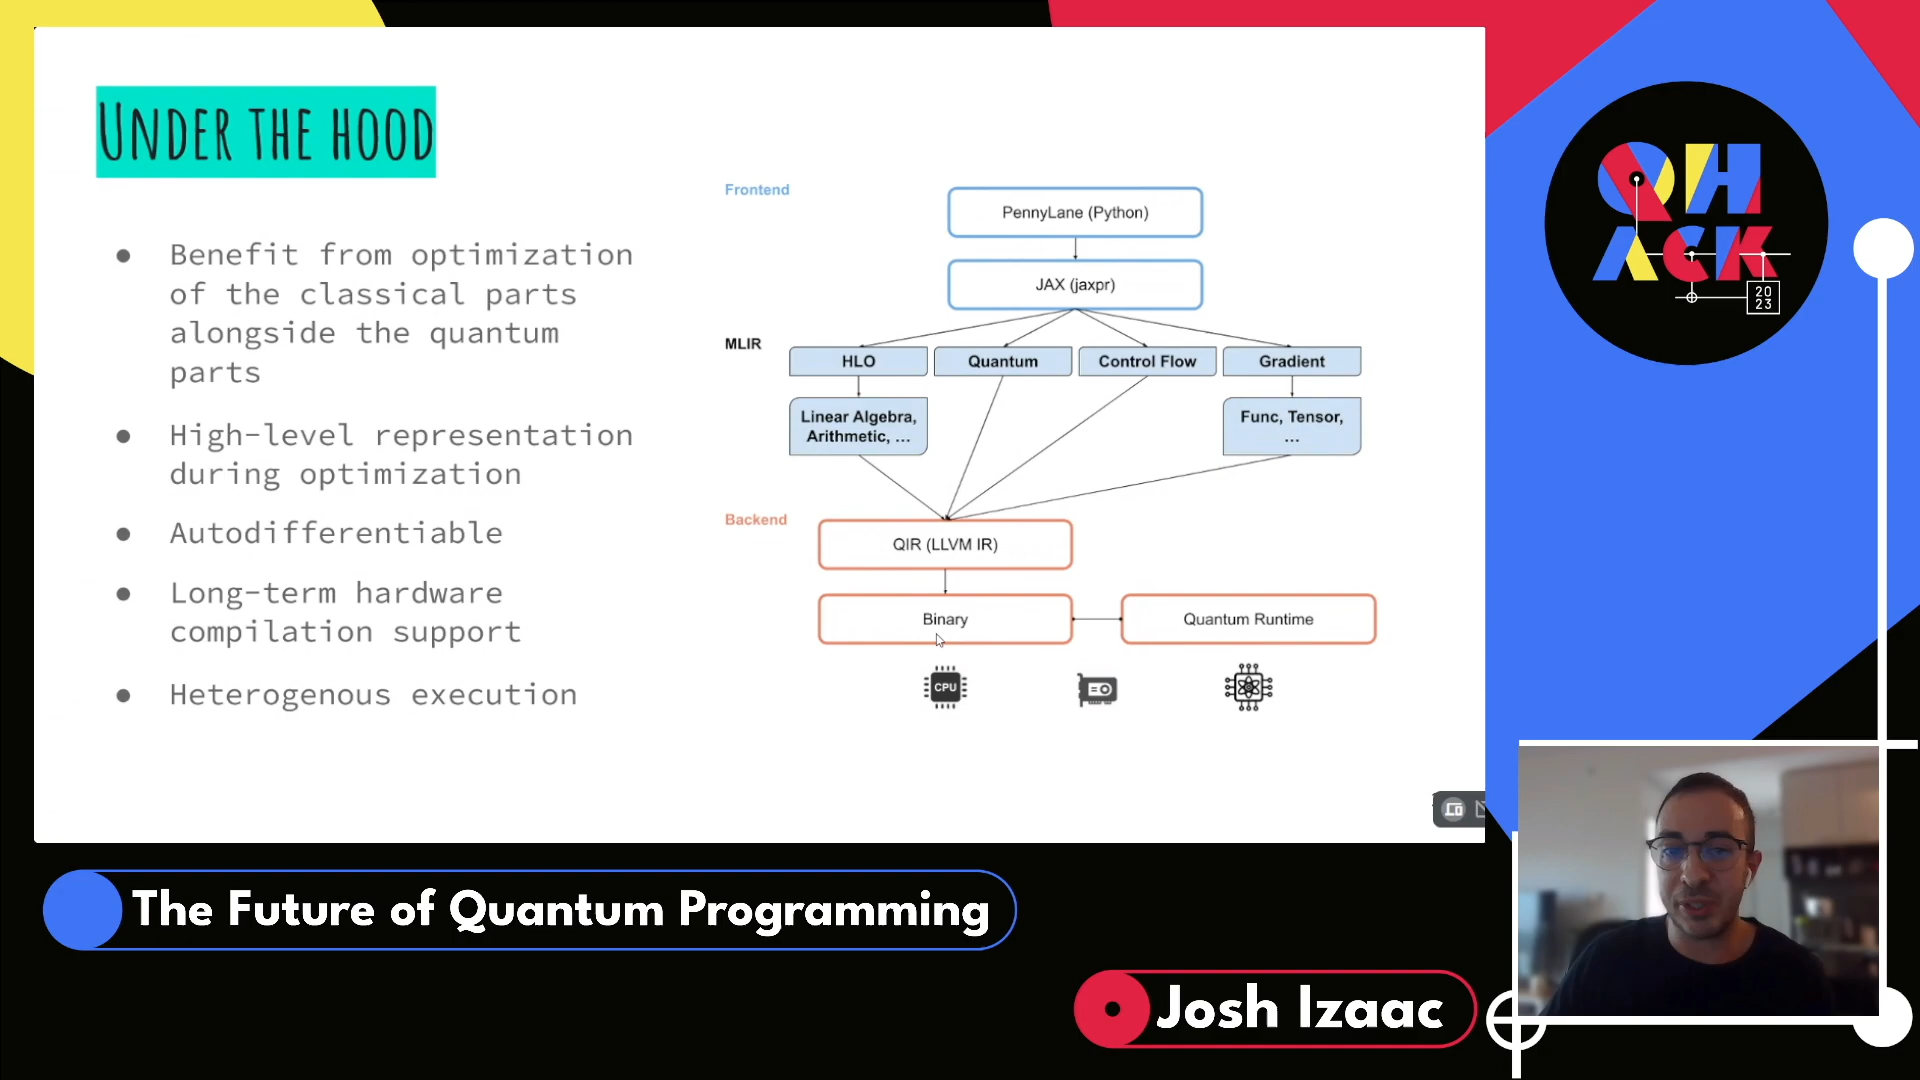 UNDER THE HOOD
● Benefit from optimization
of the classical parts
alongside the quantum
parts
● High-level representation
during optimization
● Autodifferentiable
● Long-term hardware
compilation support
● Heterogenous execution
Frontend
PennyLane (Python)
JAX (jaxpr)
MLIR
HLO
Quantum
Control Flow
Gradient
Linear Algebra,
Arithmetic, ...
Func, Tensor,
...
Backend
QIR (LLVM IR)
Binary
Quantum Runtime
CPU
QH
ACK
20
23
The Future of Quantum Programming
Josh Izaac